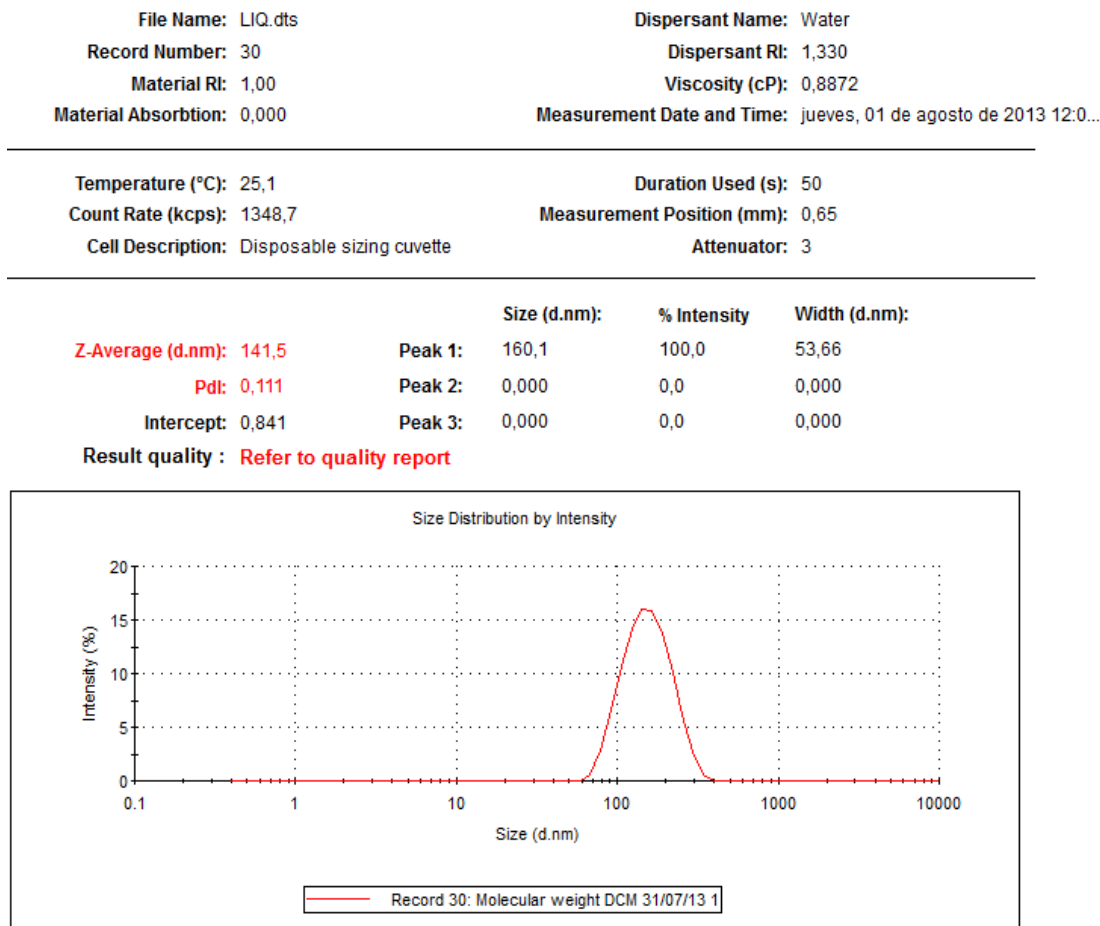 File Name: LIQ.dts Dispersant Name: Water
Record Number: 30 Dispersant RI: 1,330
Material RI: 1,00 Viscosity (cP): 0,8872
Material Absorbtion: 0,000 Measurement Date and Time: jueves, 01 de agosto de 2013 12:0...
Temperature (ºC): 25,1 Duration Used (s): 50
Count Rate (kcps): 1348,7 Measurement Position (mm): 0,65
Cell Description: Disposable sizing cuvette Attenuator: 3
Size (d.nm): % Intensity Width (d.nm):
Z-Average (d.nm): 141,5 Peak 1: 160,1 100,0 53,66
PdI: 0,111 Peak 2: 0,000 0,0 0,000
Intercept: 0,841 Peak 3: 0,000 0,0 0,000
Result quality : Refer to quality report
Size Distribution by Intensity
20
15
10
5
0
Intensity (%)
0.1 1 10 100 1000 10000
Size (d.nm)
Record 30: Molecular weight DCM 31/07/13 1